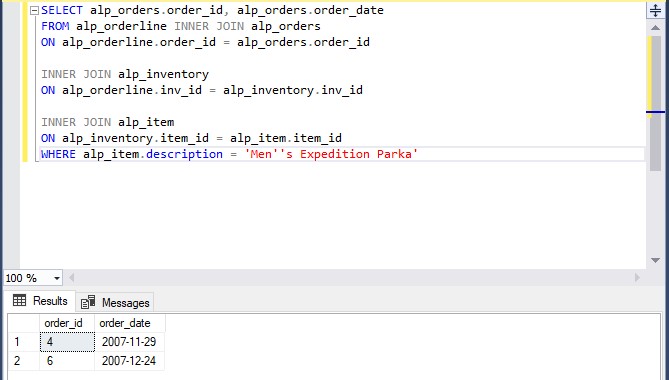 SELECT alp_orders.order_id, alp_orders.order_date
FROM alp_orderline INNER JOIN alp_orders
ON alp_orderline.order_id = alp_orders.order_id
INNER JOIN alp_inventory
ON alp_orderline.inv_id = alp_inventory.inv_id
INNER JOIN alp_item
ON alp_inventory.item_id = alp_item.item_id
WHERE alp_item.description = 'Men''s Expedition Parka'
100 %
Results Messages
order_id order_date
1 4 2007-11-29
2 6 2007-12-24